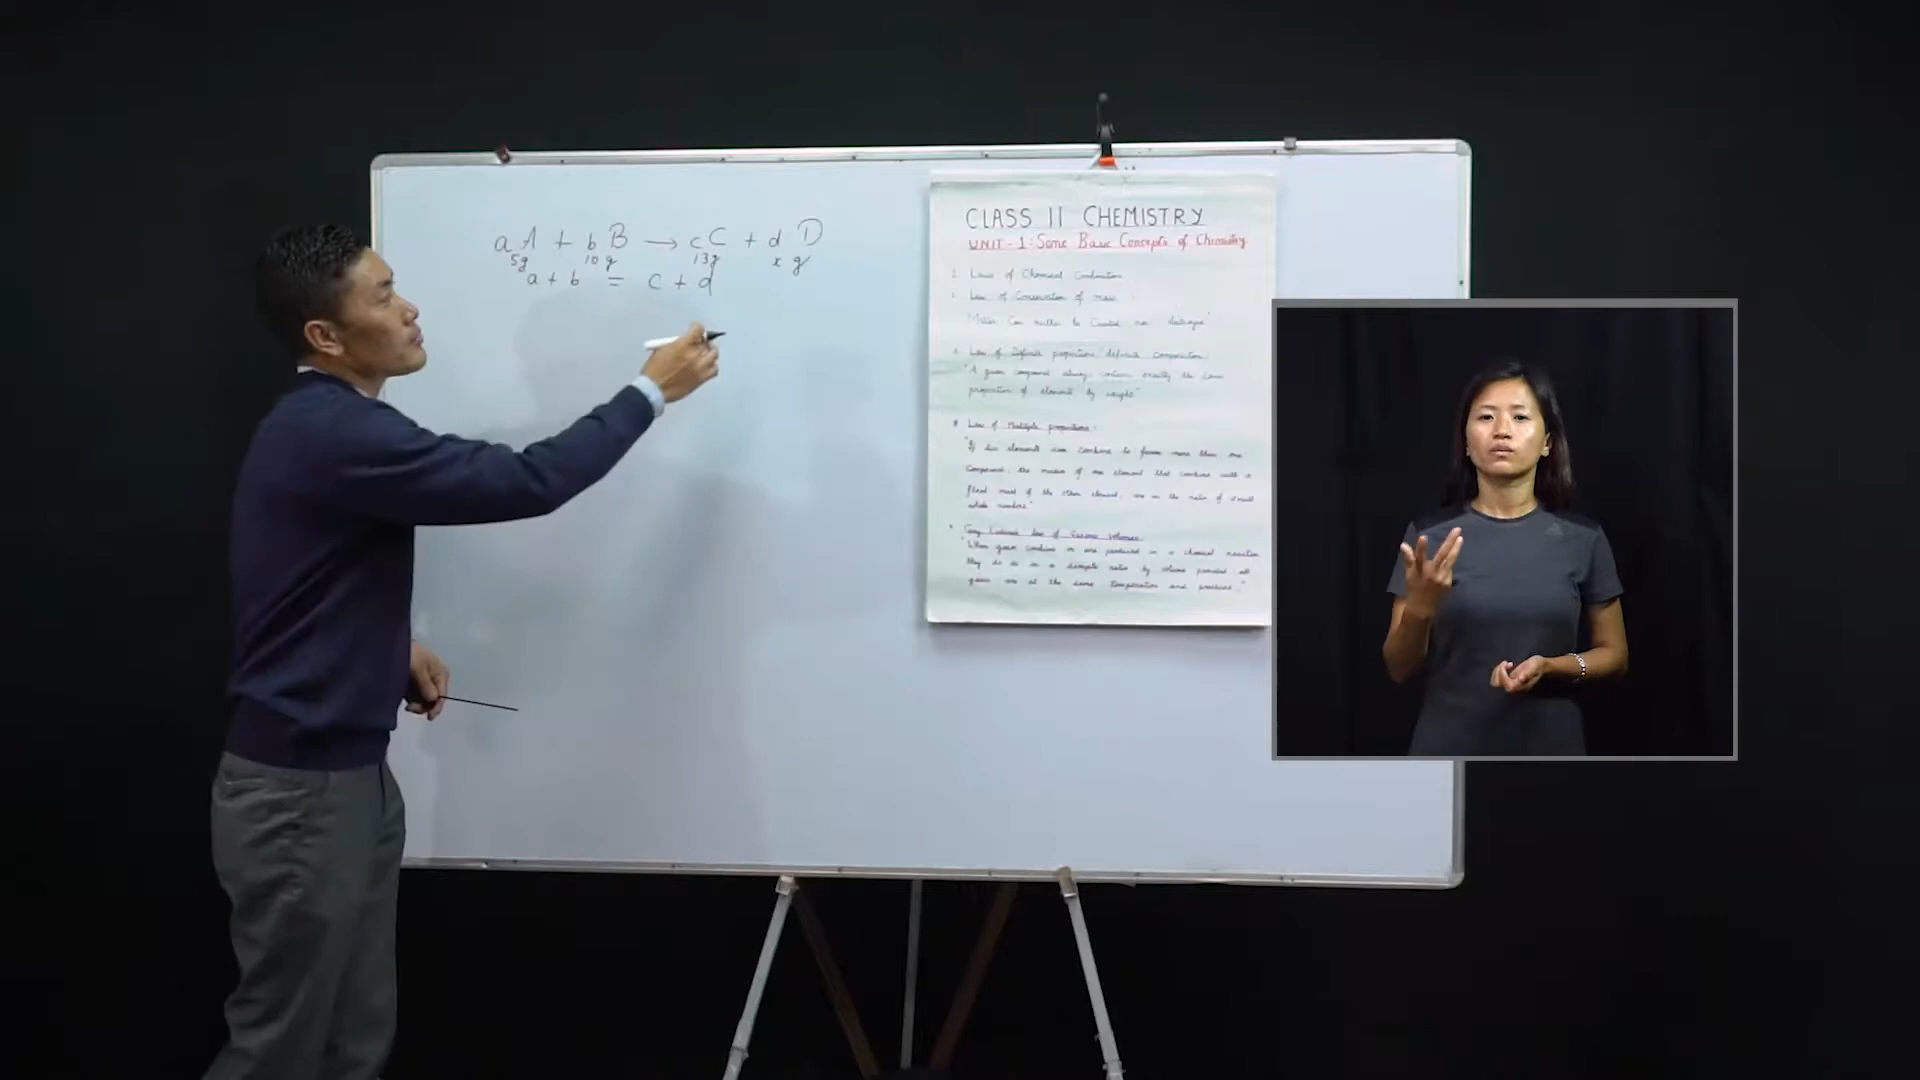 aA + bB → cC + dD
5g 10g 13g x g
a + b = c + d
CLASS 11 CHEMISTRY
UNIT-1: Some Basic Concepts of Chemistry
Laws of Chemical Combination
Law of Conservation of mass
Matter Can neither be Created nor destroyed"
Law of Definite proportions/definite Composition:
"A given compound always contain exactly the same
proportion of elements by weight"
* Law of Multiple proportions:
"If two elements can combine to form more than one
Compound, the masses of one element that combine with a
fixed mass of the other element, are in the ratio of small
whole numbers"
* Gay Lussac's law of Gaseous Volumes
"When gases combine or are produced in a chemical reaction
they do so in a simple ratio by volume provided all
gases are at the same temperature and pressure."